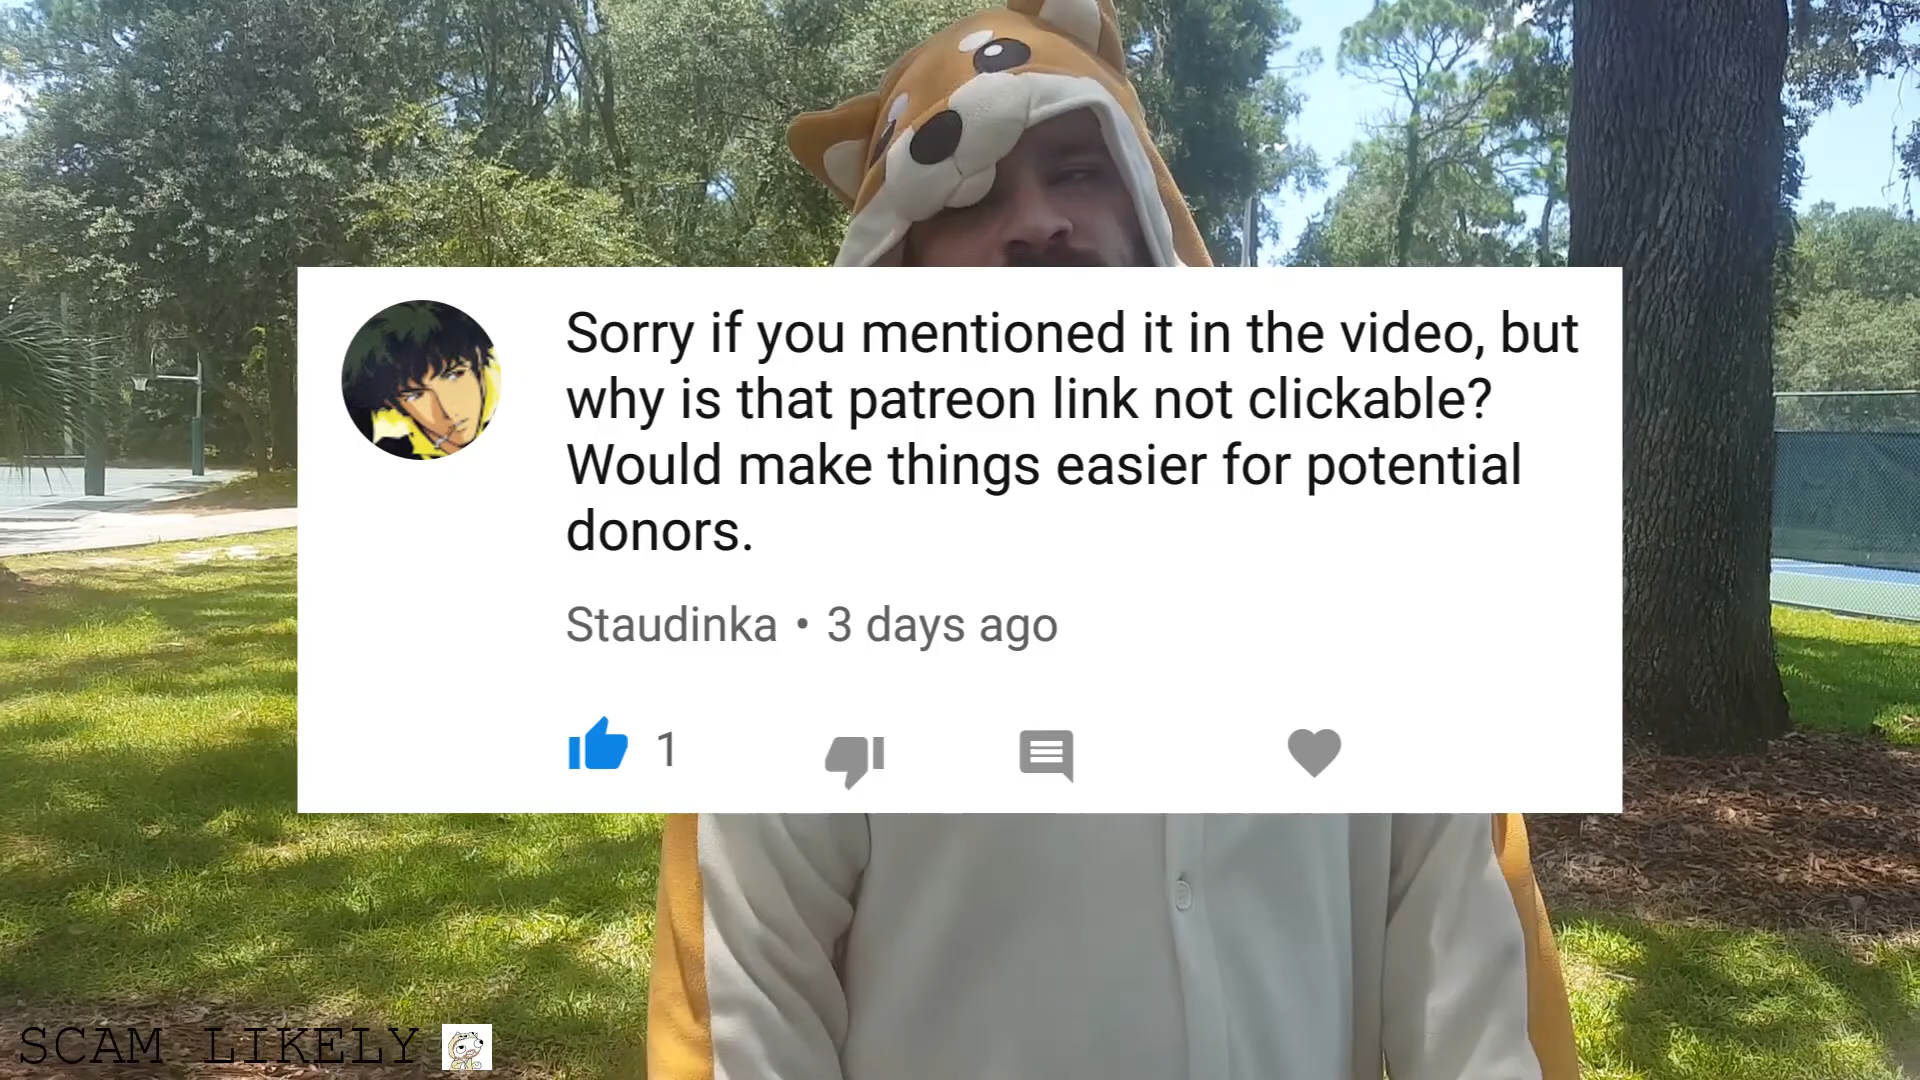 Sorry if you mentioned it in the video, but
why is that patreon link not clickable?
Would make things easier for potential
donors.
Staudinka • 3 days ago
1
SCAM LIKELY